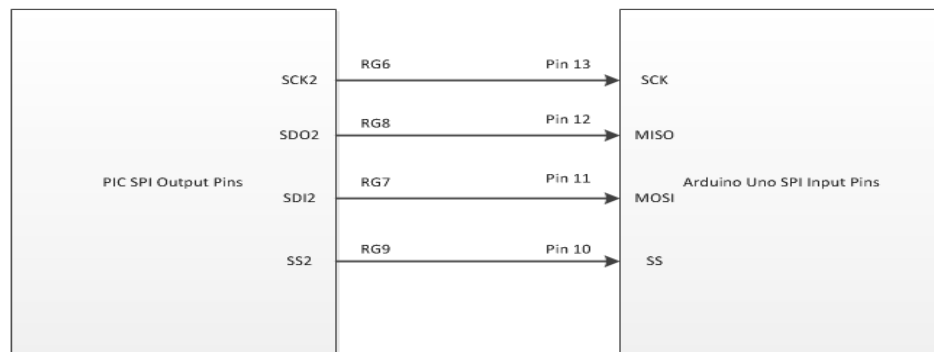 SCK2 RG6 Pin 13 SCK
SDO2 RG8 Pin 12 MISO
PIC SPI Output Pins SDI2 RG7 Pin 11 MOSI Arduino Uno SPI Input Pins
SS2 RG9 Pin 10 SS